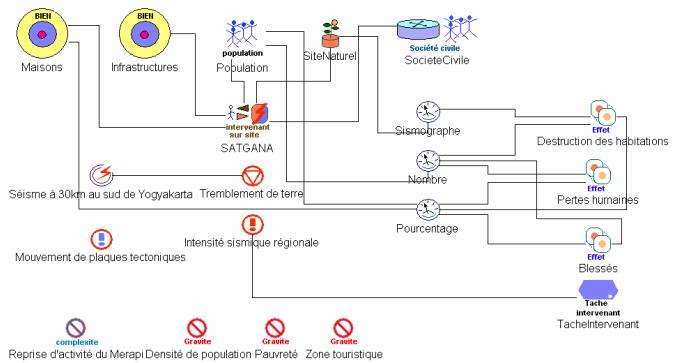 BIEN
BIEN
population
Société civile
Maisons
Infrastructures
Population
SiteNaturel
SocieteCivile
intervenant
sur site
SATGANA
Sismographe
Effet
Destruction des habitations
Séisme à 30km au sud de Yogyakarta
Tremblement de terre
Nombre
Effet
Pertes humaines
Pourcentage
Intensité sismique régionale
Mouvement de plaques tectoniques
Effet
Blessés
Tache
intervenant
TacheIntervenant
complexite
Gravite
Gravite
Gravite
Reprise d'activité du Merapi
Densité de population
Pauvreté
Zone touristique